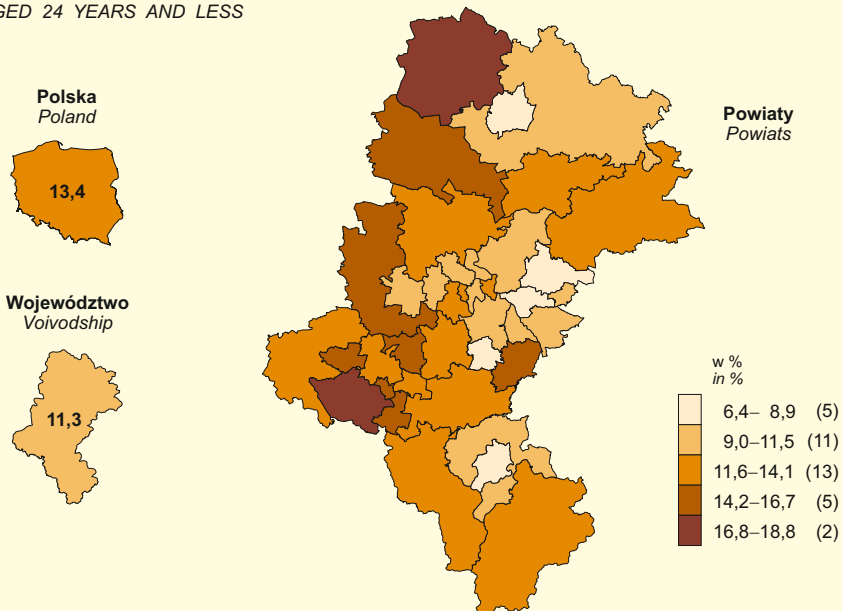 AGED 24 YEARS AND LESS
Polska
Poland
13,4
Powiaty
Powiats
Województwo
Voivodship
11,3
w %
in %
6,4– 8,9 (5)
9,0–11,5 (11)
11,6–14,1 (13)
14,2–16,7 (5)
16,8–18,8 (2)